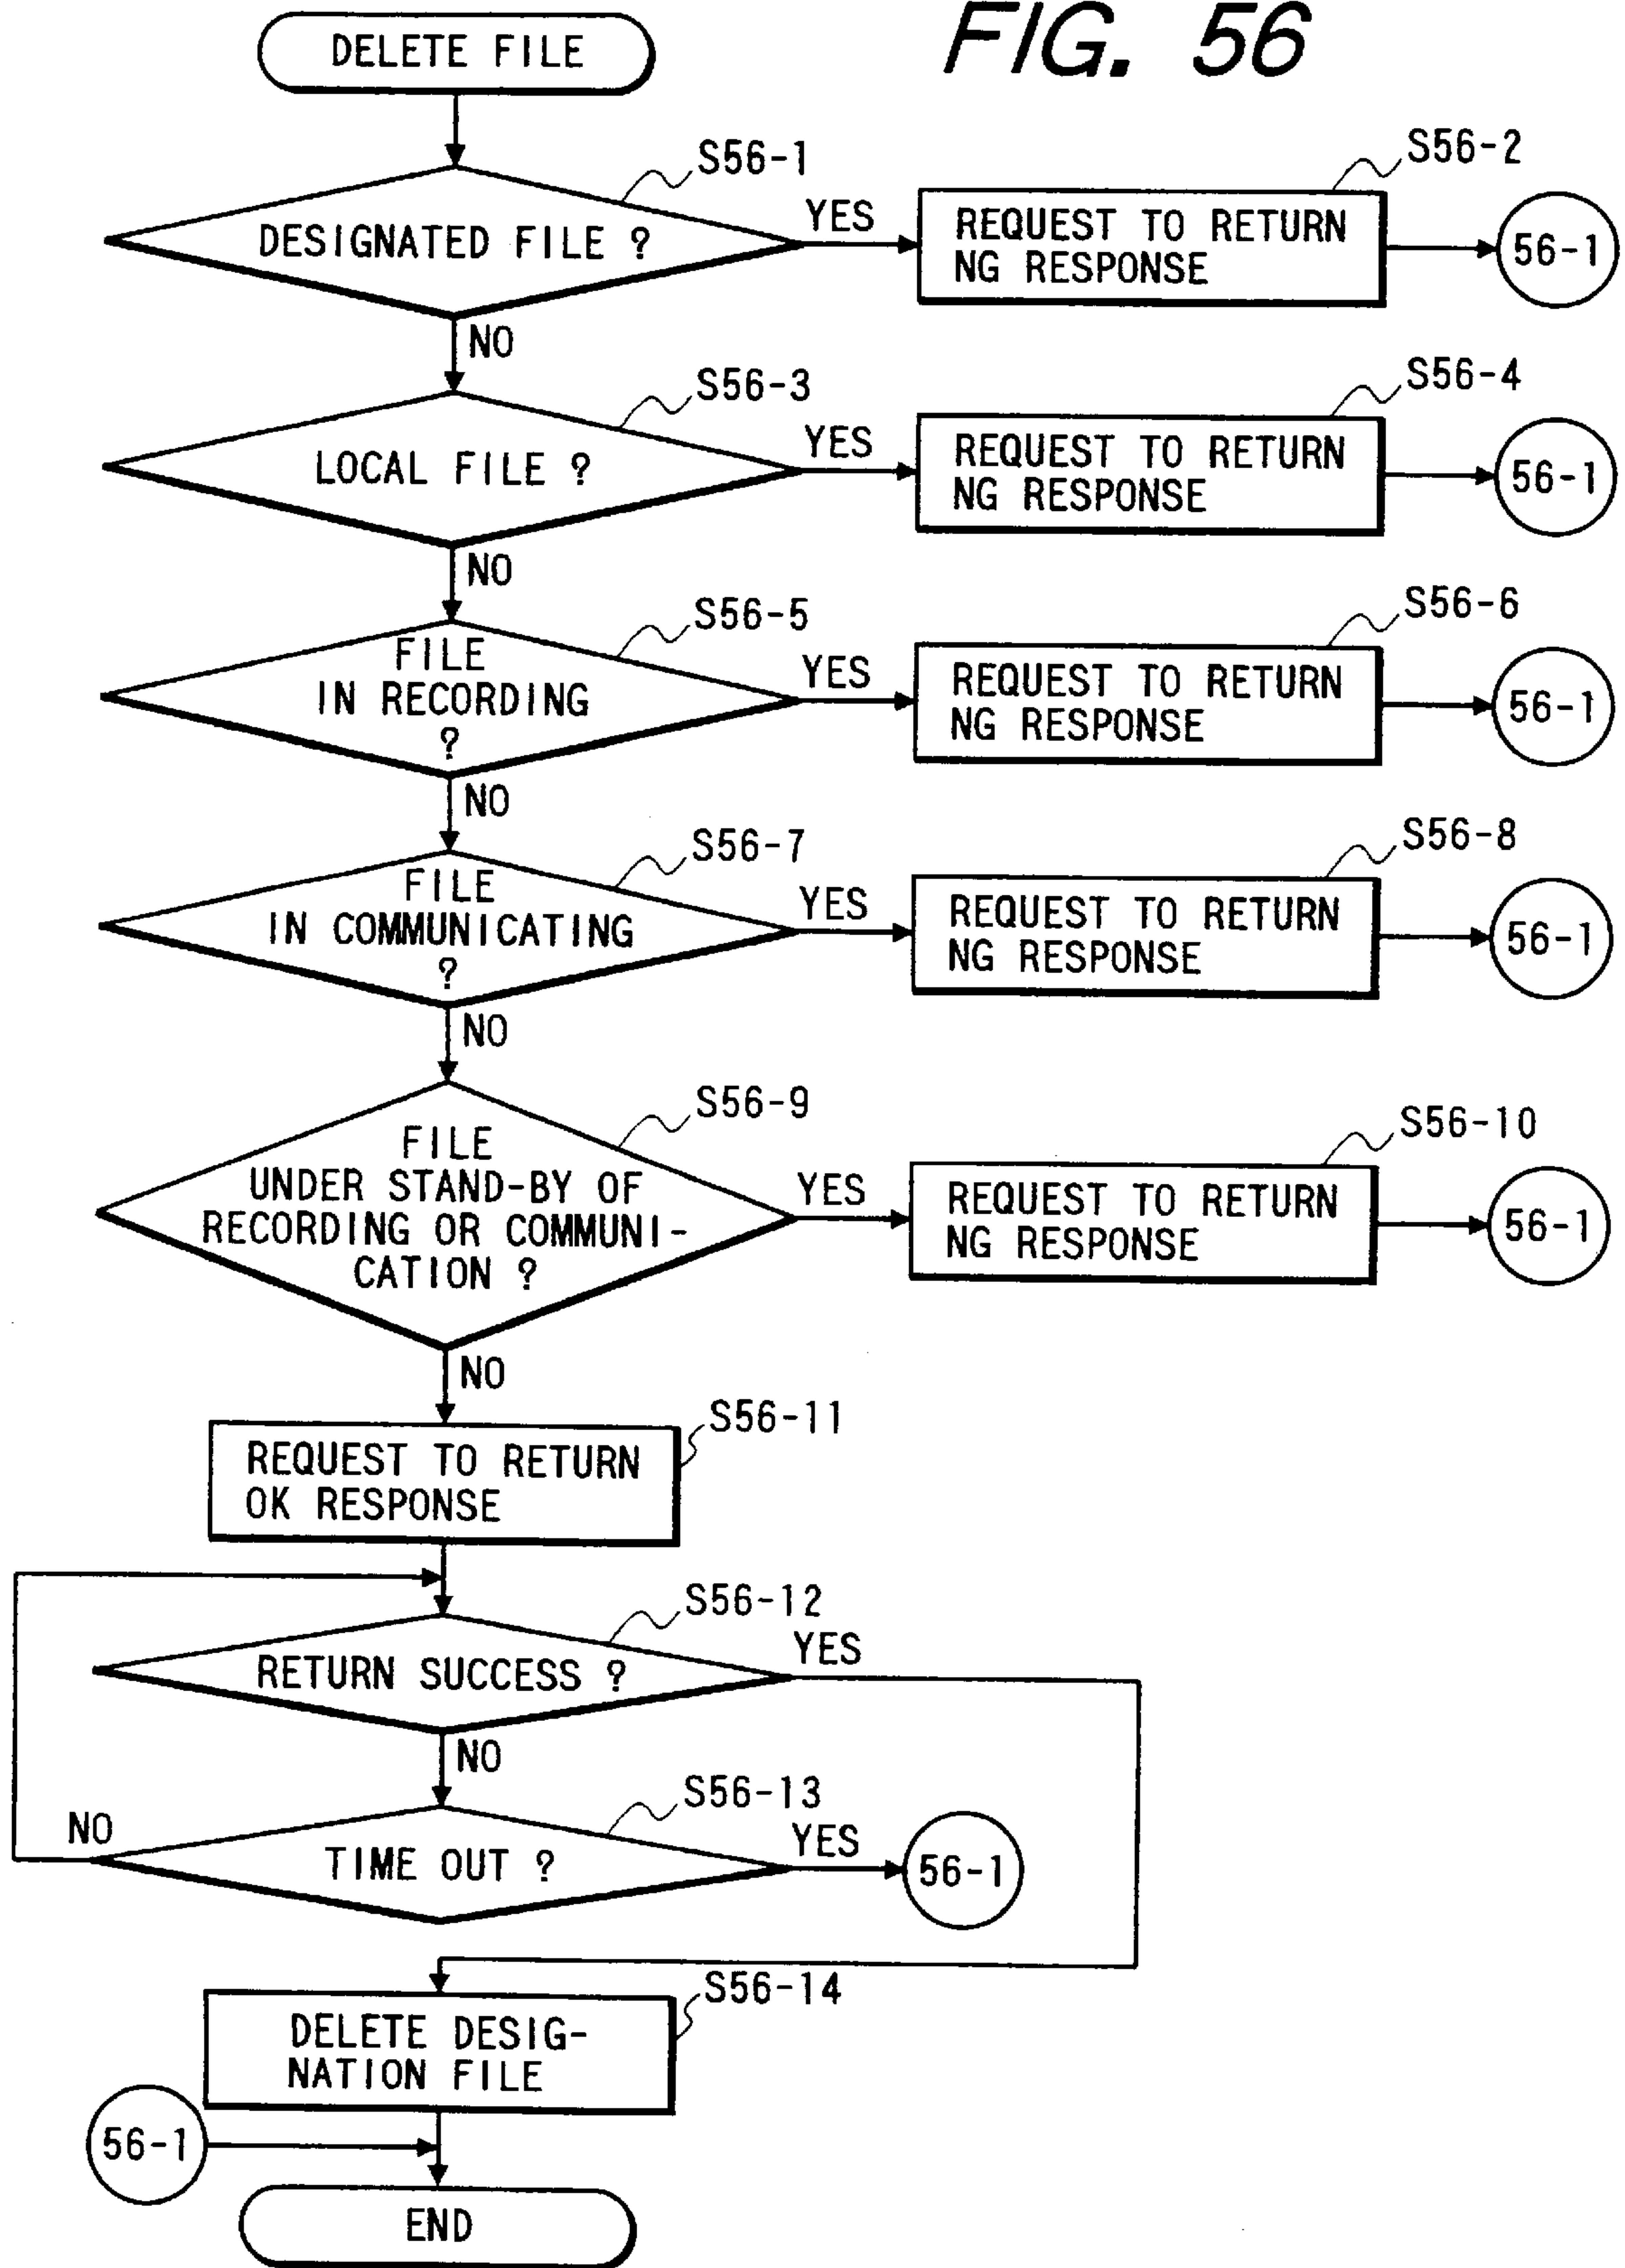 FIG. 56
DELETE FILE
S56-1
DESIGNATED FILE ?
YES
S56-2
REQUEST TO RETURN
NG RESPONSE
56-1
NO
S56-3
LOCAL FILE ?
YES
S56-4
REQUEST TO RETURN
NG RESPONSE
56-1
NO
S56-5
FILE
IN RECORDING
?
YES
S56-6
REQUEST TO RETURN
NG RESPONSE
56-1
NO
S56-7
FILE
IN COMMUNICATING
?
YES
S56-8
REQUEST TO RETURN
NG RESPONSE
56-1
NO
S56-9
FILE
UNDER STAND-BY OF
RECORDING OR COMMUNI-
CATION ?
YES
S56-10
REQUEST TO RETURN
NG RESPONSE
56-1
NO
S56-11
REQUEST TO RETURN
OK RESPONSE
S56-12
RETURN SUCCESS ?
YES
NO
S56-13
NO
TIME OUT ?
YES
56-1
S56-14
DELETE DESIG-
NATION FILE
56-1
END